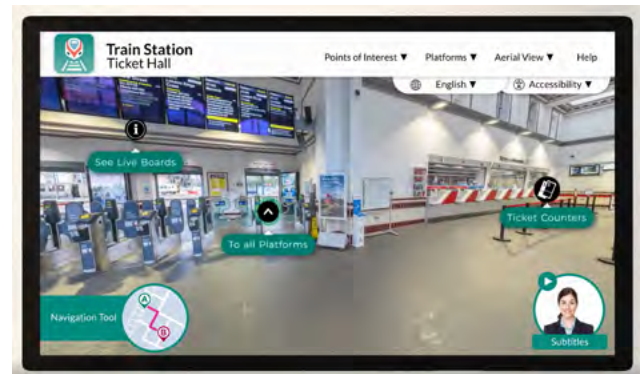 Train Station
Ticket Hall
Points of Interest ▼
Platforms ▼
Aerial View ▼
Help
English ▼
Accessibility ▼
i
See Live Boards
Ticket Counters
To all Platforms
Navigation Tool
A
B
Subtitles